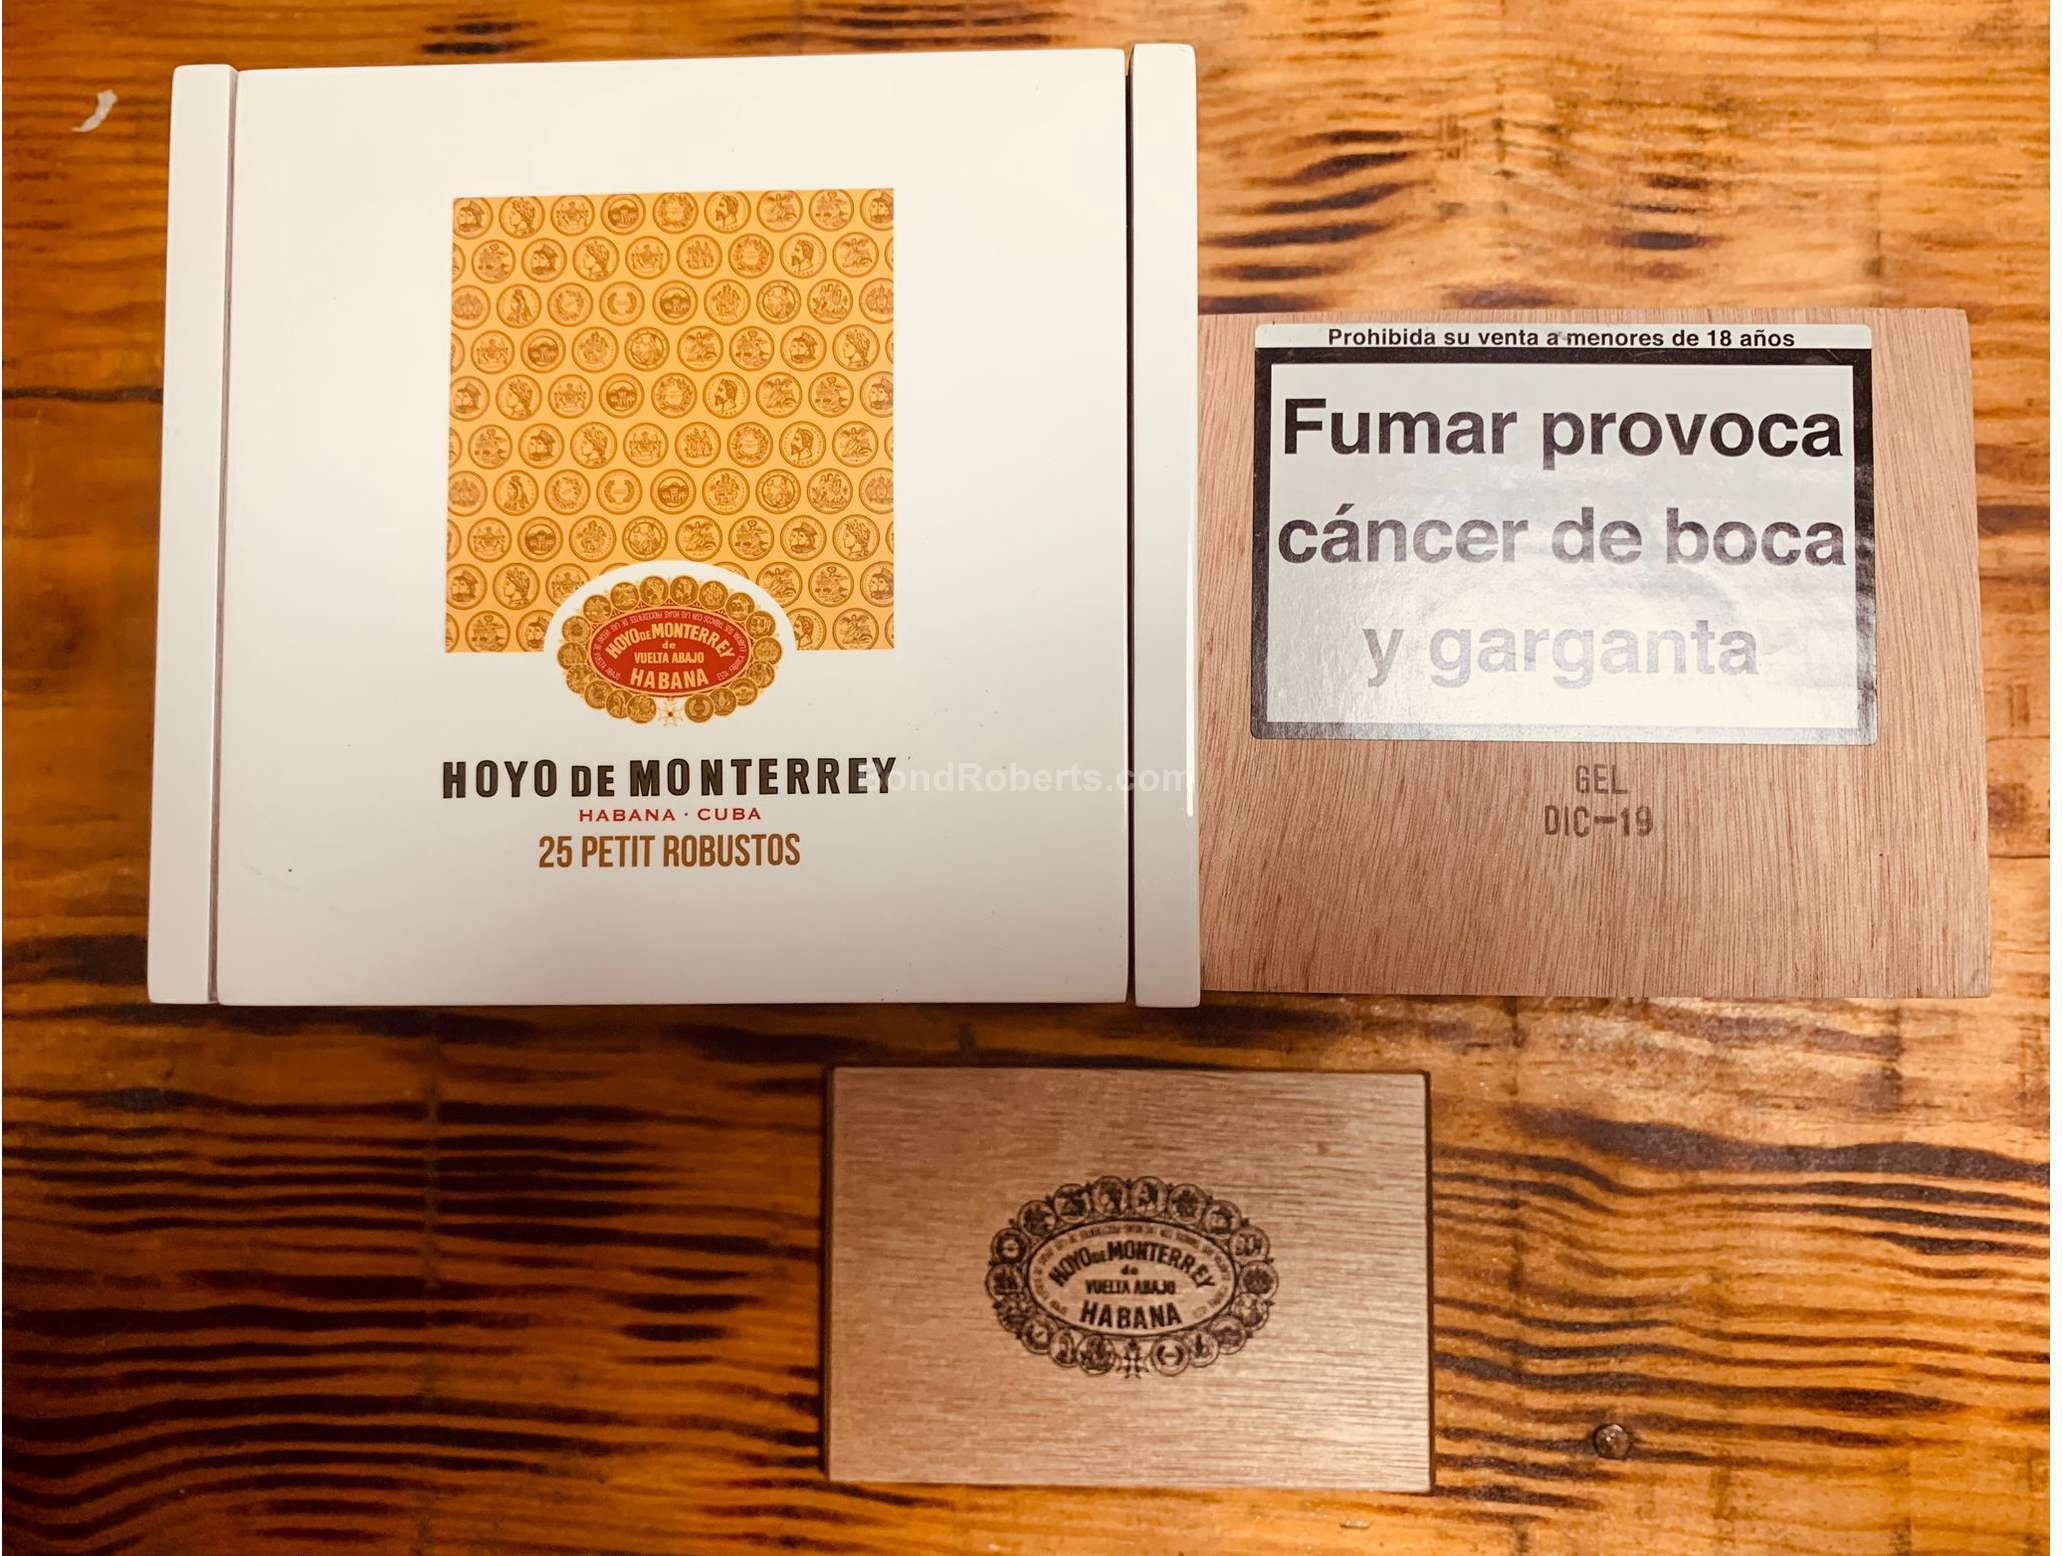 HOYO DE MONTERREY
de
VUELTA ABAJO
HABANA
HOYO DE MONTERREY
HABANA · CUBA
25 PETIT ROBUSTOS
BondRoberts.com
Prohibida su venta a menores de 18 años
Fumar provoca
cáncer de boca
y garganta
GEL
DIC-19
HOYO DE MONTERREY
de
VUELTA ABAJO
HABANA